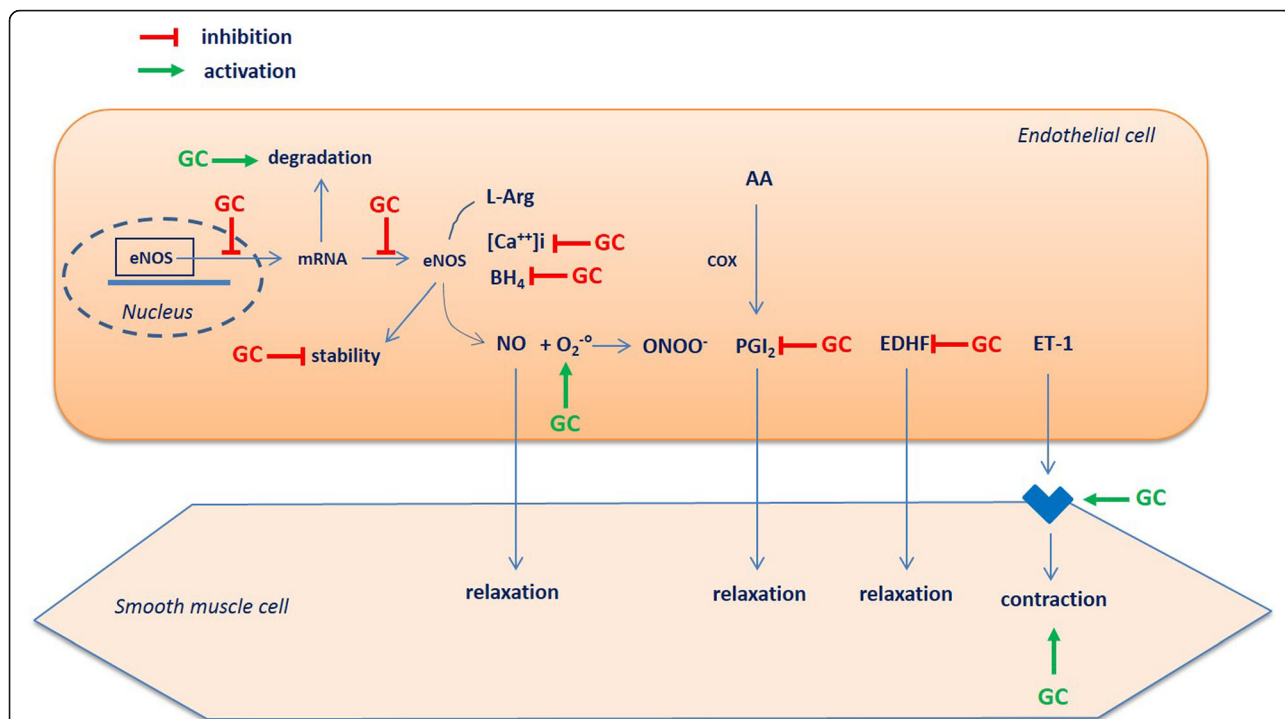 inhibition
activation
Endothelial cell
GC degradation
AA
GC GC L-Arg
[Ca⁺⁺]i GC
eNOS mRNA eNOS COX
BH₄ GC
Nucleus
GC stability NO + O₂⁻° ONOO⁻ PGI₂ GC EDHF GC ET-1
GC
GC
relaxation relaxation relaxation contraction
Smooth muscle cell
GC